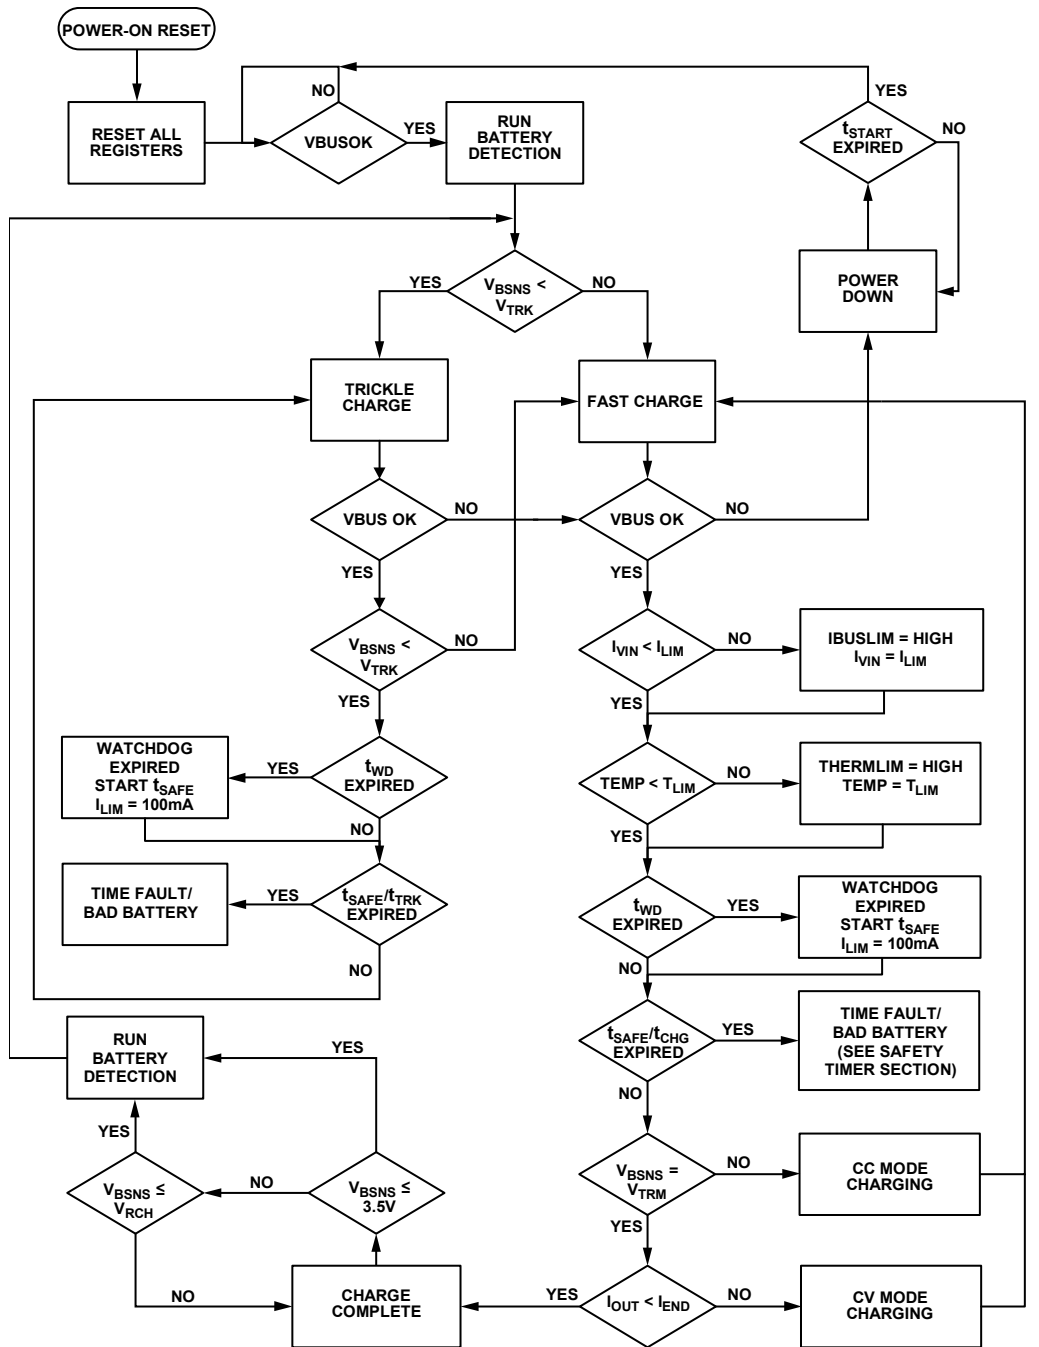 POWER-ON RESET
RESET ALL
REGISTERS
NO
VBUSOK
YES
RUN
BATTERY
DETECTION
YES
tSTART
EXPIRED
NO
POWER
DOWN
YES
VBSNS <
VTRK
NO
TRICKLE
CHARGE
FAST CHARGE
VBUS OK
NO
YES
VBUS OK
NO
YES
VBSNS <
VTRK
NO
YES
IVIN < ILIM
NO
YES
IBUSLIM = HIGH
IVIN = ILIM
WATCHDOG
EXPIRED
START tSAFE
ILIM = 100mA
YES
tWD
EXPIRED
NO
TEMP < TLIM
NO
YES
THERMLIM = HIGH
TEMP = TLIM
TIME FAULT/
BAD BATTERY
YES
tSAFE/tTRK
EXPIRED
NO
tWD
EXPIRED
YES
NO
WATCHDOG
EXPIRED
START tSAFE
ILIM = 100mA
tSAFE/tCHG
EXPIRED
YES
NO
TIME FAULT/
BAD BATTERY
(SEE SAFETY
TIMER SECTION)
RUN
BATTERY
DETECTION
YES
YES
VBSNS ≤
VRCH
NO
VBSNS ≤
3.5V
NO
VBSNS =
VTRM
NO
YES
CC MODE
CHARGING
CHARGE
COMPLETE
YES
IOUT < IEND
NO
CV MODE
CHARGING